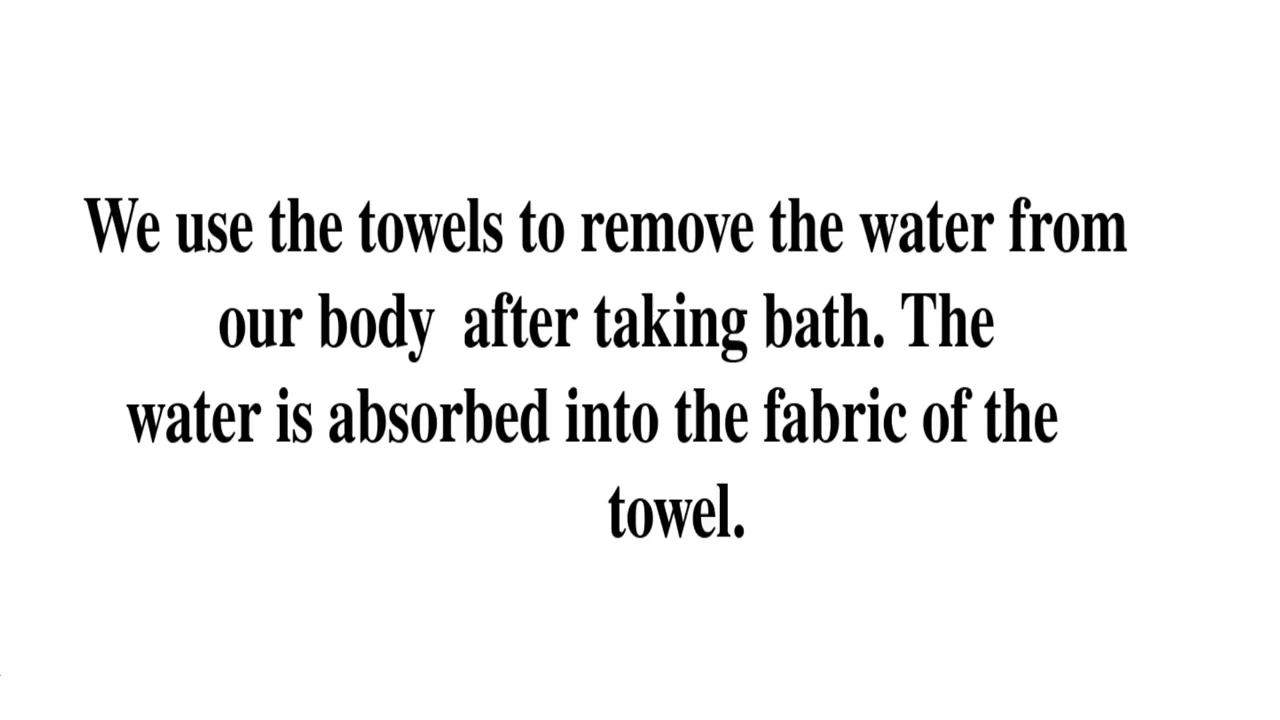 We use the towels to remove the water from
our body after taking bath. The
water is absorbed into the fabric of the
towel.